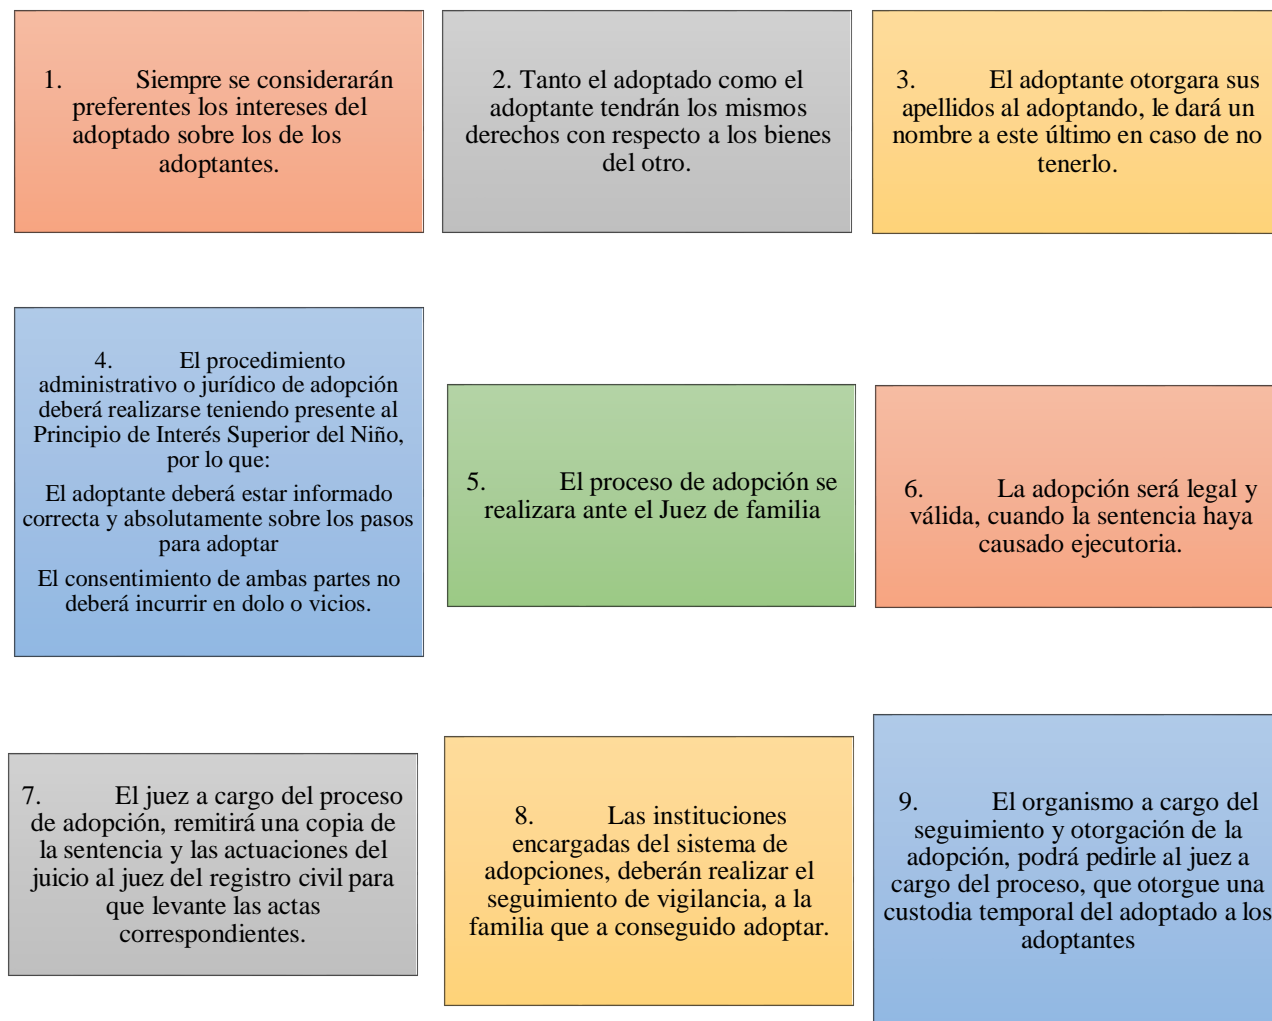 1. Siempre se considerarán
preferentes los intereses del
adoptado sobre los de los
adoptantes.
2. Tanto el adoptado como el
adoptante tendrán los mismos
derechos con respecto a los bienes
del otro.
3. El adoptante otorgara sus
apellidos al adoptando, le dará un
nombre a este último en caso de no
tenerlo.
4. El procedimiento
administrativo o jurídico de adopción
deberá realizarse teniendo presente al
Principio de Interés Superior del Niño,
por lo que:
El adoptante deberá estar informado
correcta y absolutamente sobre los pasos
para adoptar
El consentimiento de ambas partes no
deberá incurrir en dolo o vicios.
5. El proceso de adopción se
realizara ante el Juez de familia
6. La adopción será legal y
válida, cuando la sentencia haya
causado ejecutoria.
7. El juez a cargo del proceso
de adopción, remitirá una copia de
la sentencia y las actuaciones del
juicio al juez del registro civil para
que levante las actas
correspondientes.
8. Las instituciones
encargadas del sistema de
adopciones, deberán realizar el
seguimiento de vigilancia, a la
familia que a conseguido adoptar.
9. El organismo a cargo del
seguimiento y otorgación de la
adopción, podrá pedirle al juez a
cargo del proceso, que otorgue una
custodia temporal del adoptado a los
adoptantes